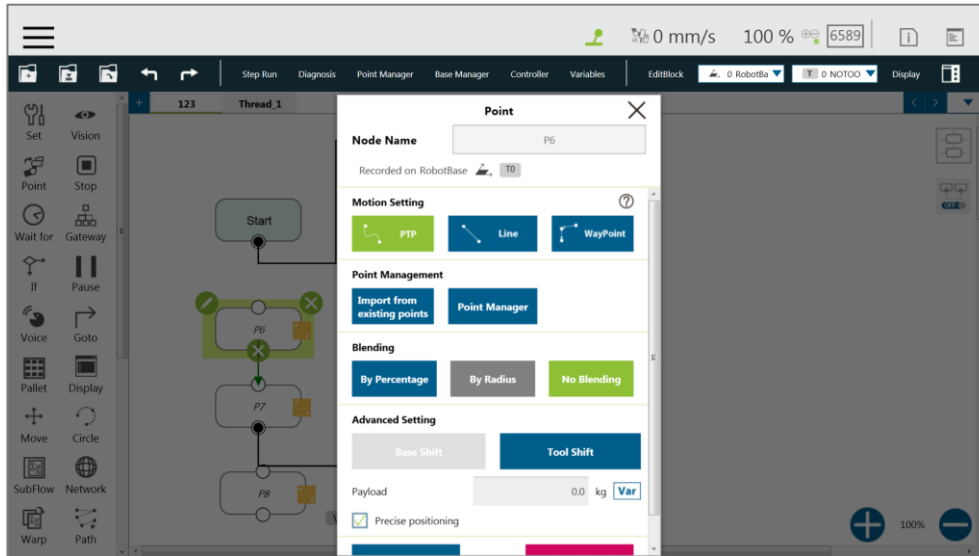 0 mm/s 100 % 6589
Step Run Diagnosis Point Manager Base Manager Controller Variables EditBlock 0 RobotBa T 0 NOTOO Display
123 Thread_1
Set Vision
Point Stop
Wait for Gateway
If Pause
Voice Goto
Pallet Display
Move Circle
SubFlow Network
Warp Path
Start
P6
P7
P8
Point
Node Name P6
Recorded on RobotBase T0
Motion Setting
PTP Line WayPoint
Point Management
Import from
existing points
Point Manager
Blending
By Percentage By Radius No Blending
Advanced Setting
Base Shift Tool Shift
Payload 0.0 kg Var
Precise positioning
OFF
100%